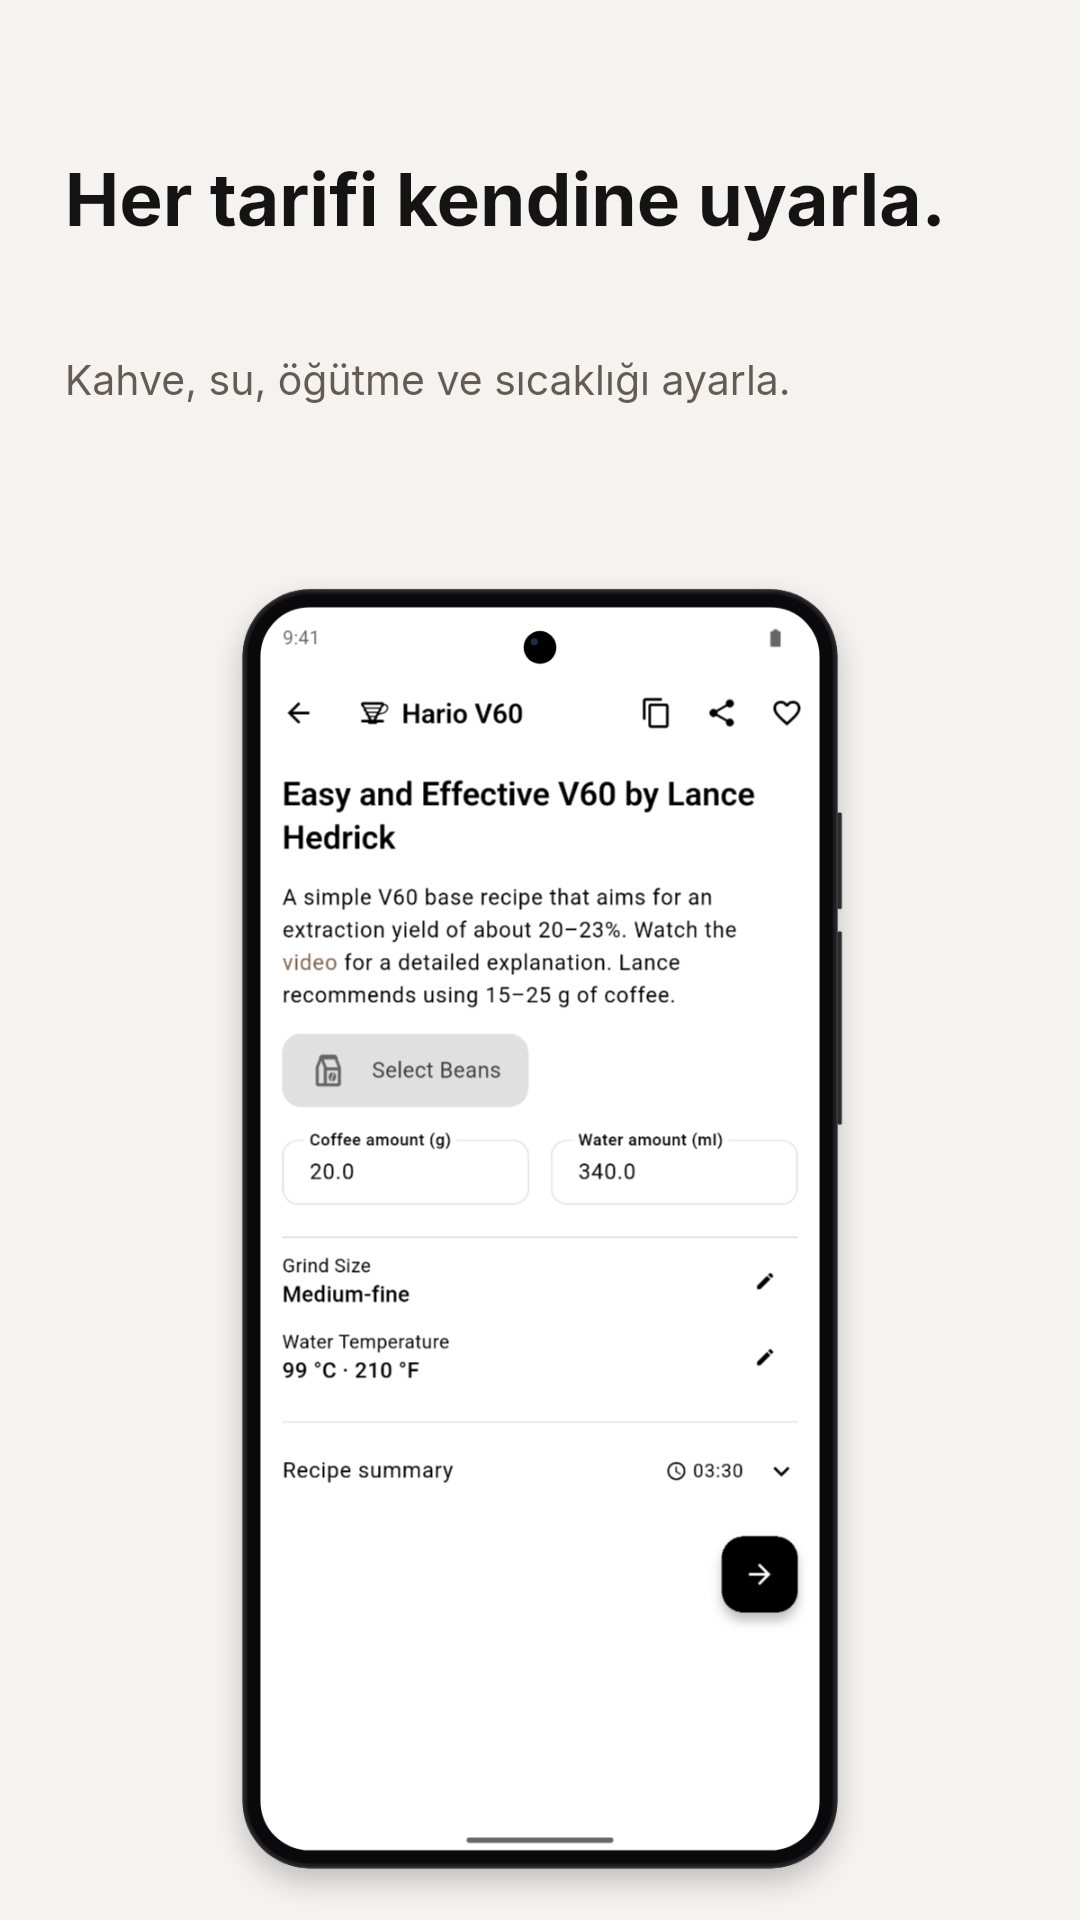 Her tarifi kendine uyarla.
Kahve, su, öğütme ve sıcaklığı ayarla.
9:41
Hario V60
Easy and Effective V60 by Lance
Hedrick
A simple V60 base recipe that aims for an
extraction yield of about 20–23%. Watch the
video for a detailed explanation. Lance
recommends using 15–25 g of coffee.
Select Beans
Coffee amount (g)
20.0
Water amount (ml)
340.0
Grind Size
Medium-fine
Water Temperature
99 °C · 210 °F
Recipe summary
03:30